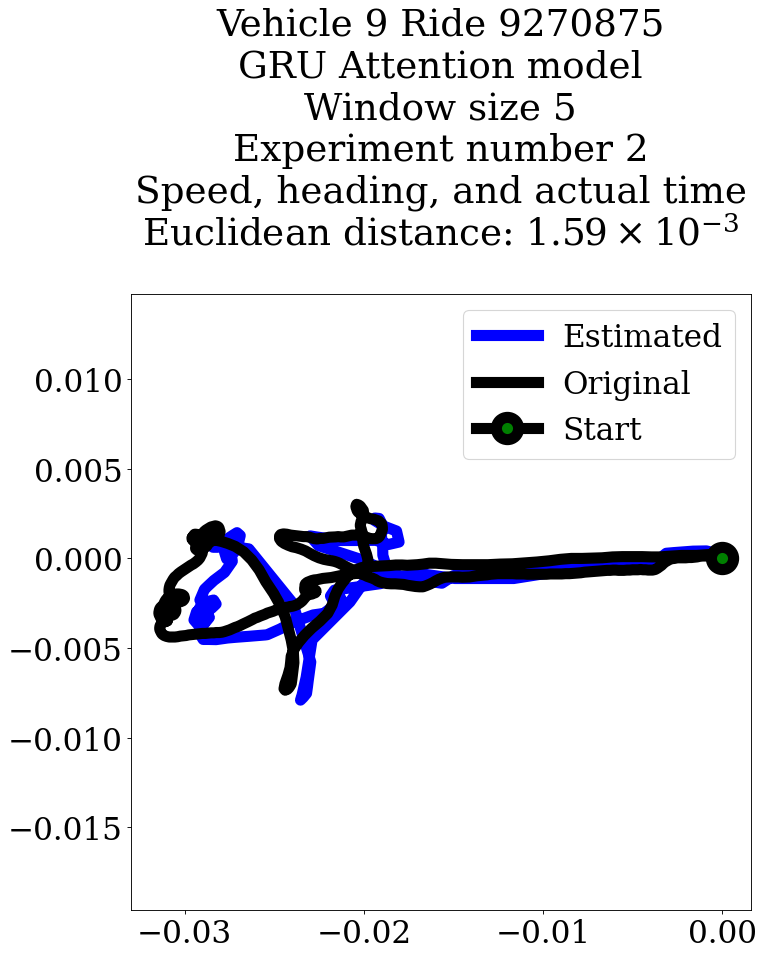 Vehicle 9 Ride 9270875
GRU Attention model
Window size 5
Experiment number 2
Speed, heading, and actual time
Euclidean distance: 1.59 × 10⁻³
Estimated
Original
Start
0.010
0.005
0.000
−0.005
−0.010
−0.015
−0.03
−0.02
−0.01
0.00